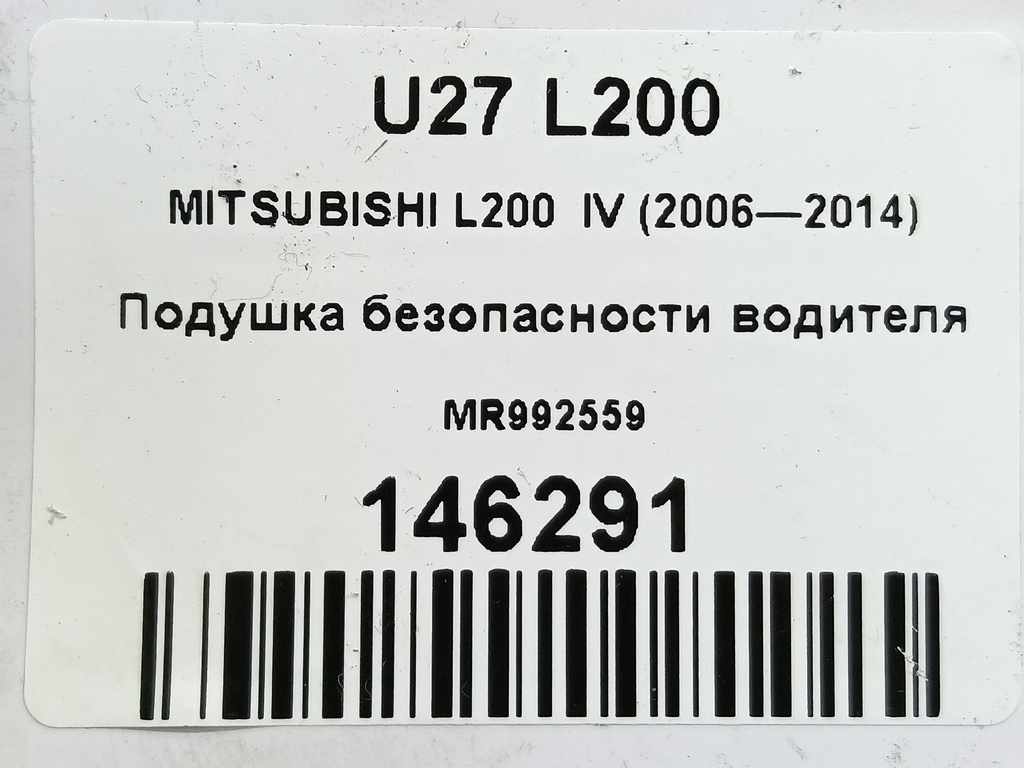 U27 L200
MITSUBISHI L200 IV (2006—2014)
Подушка безопасности водителя
MR992559
146291